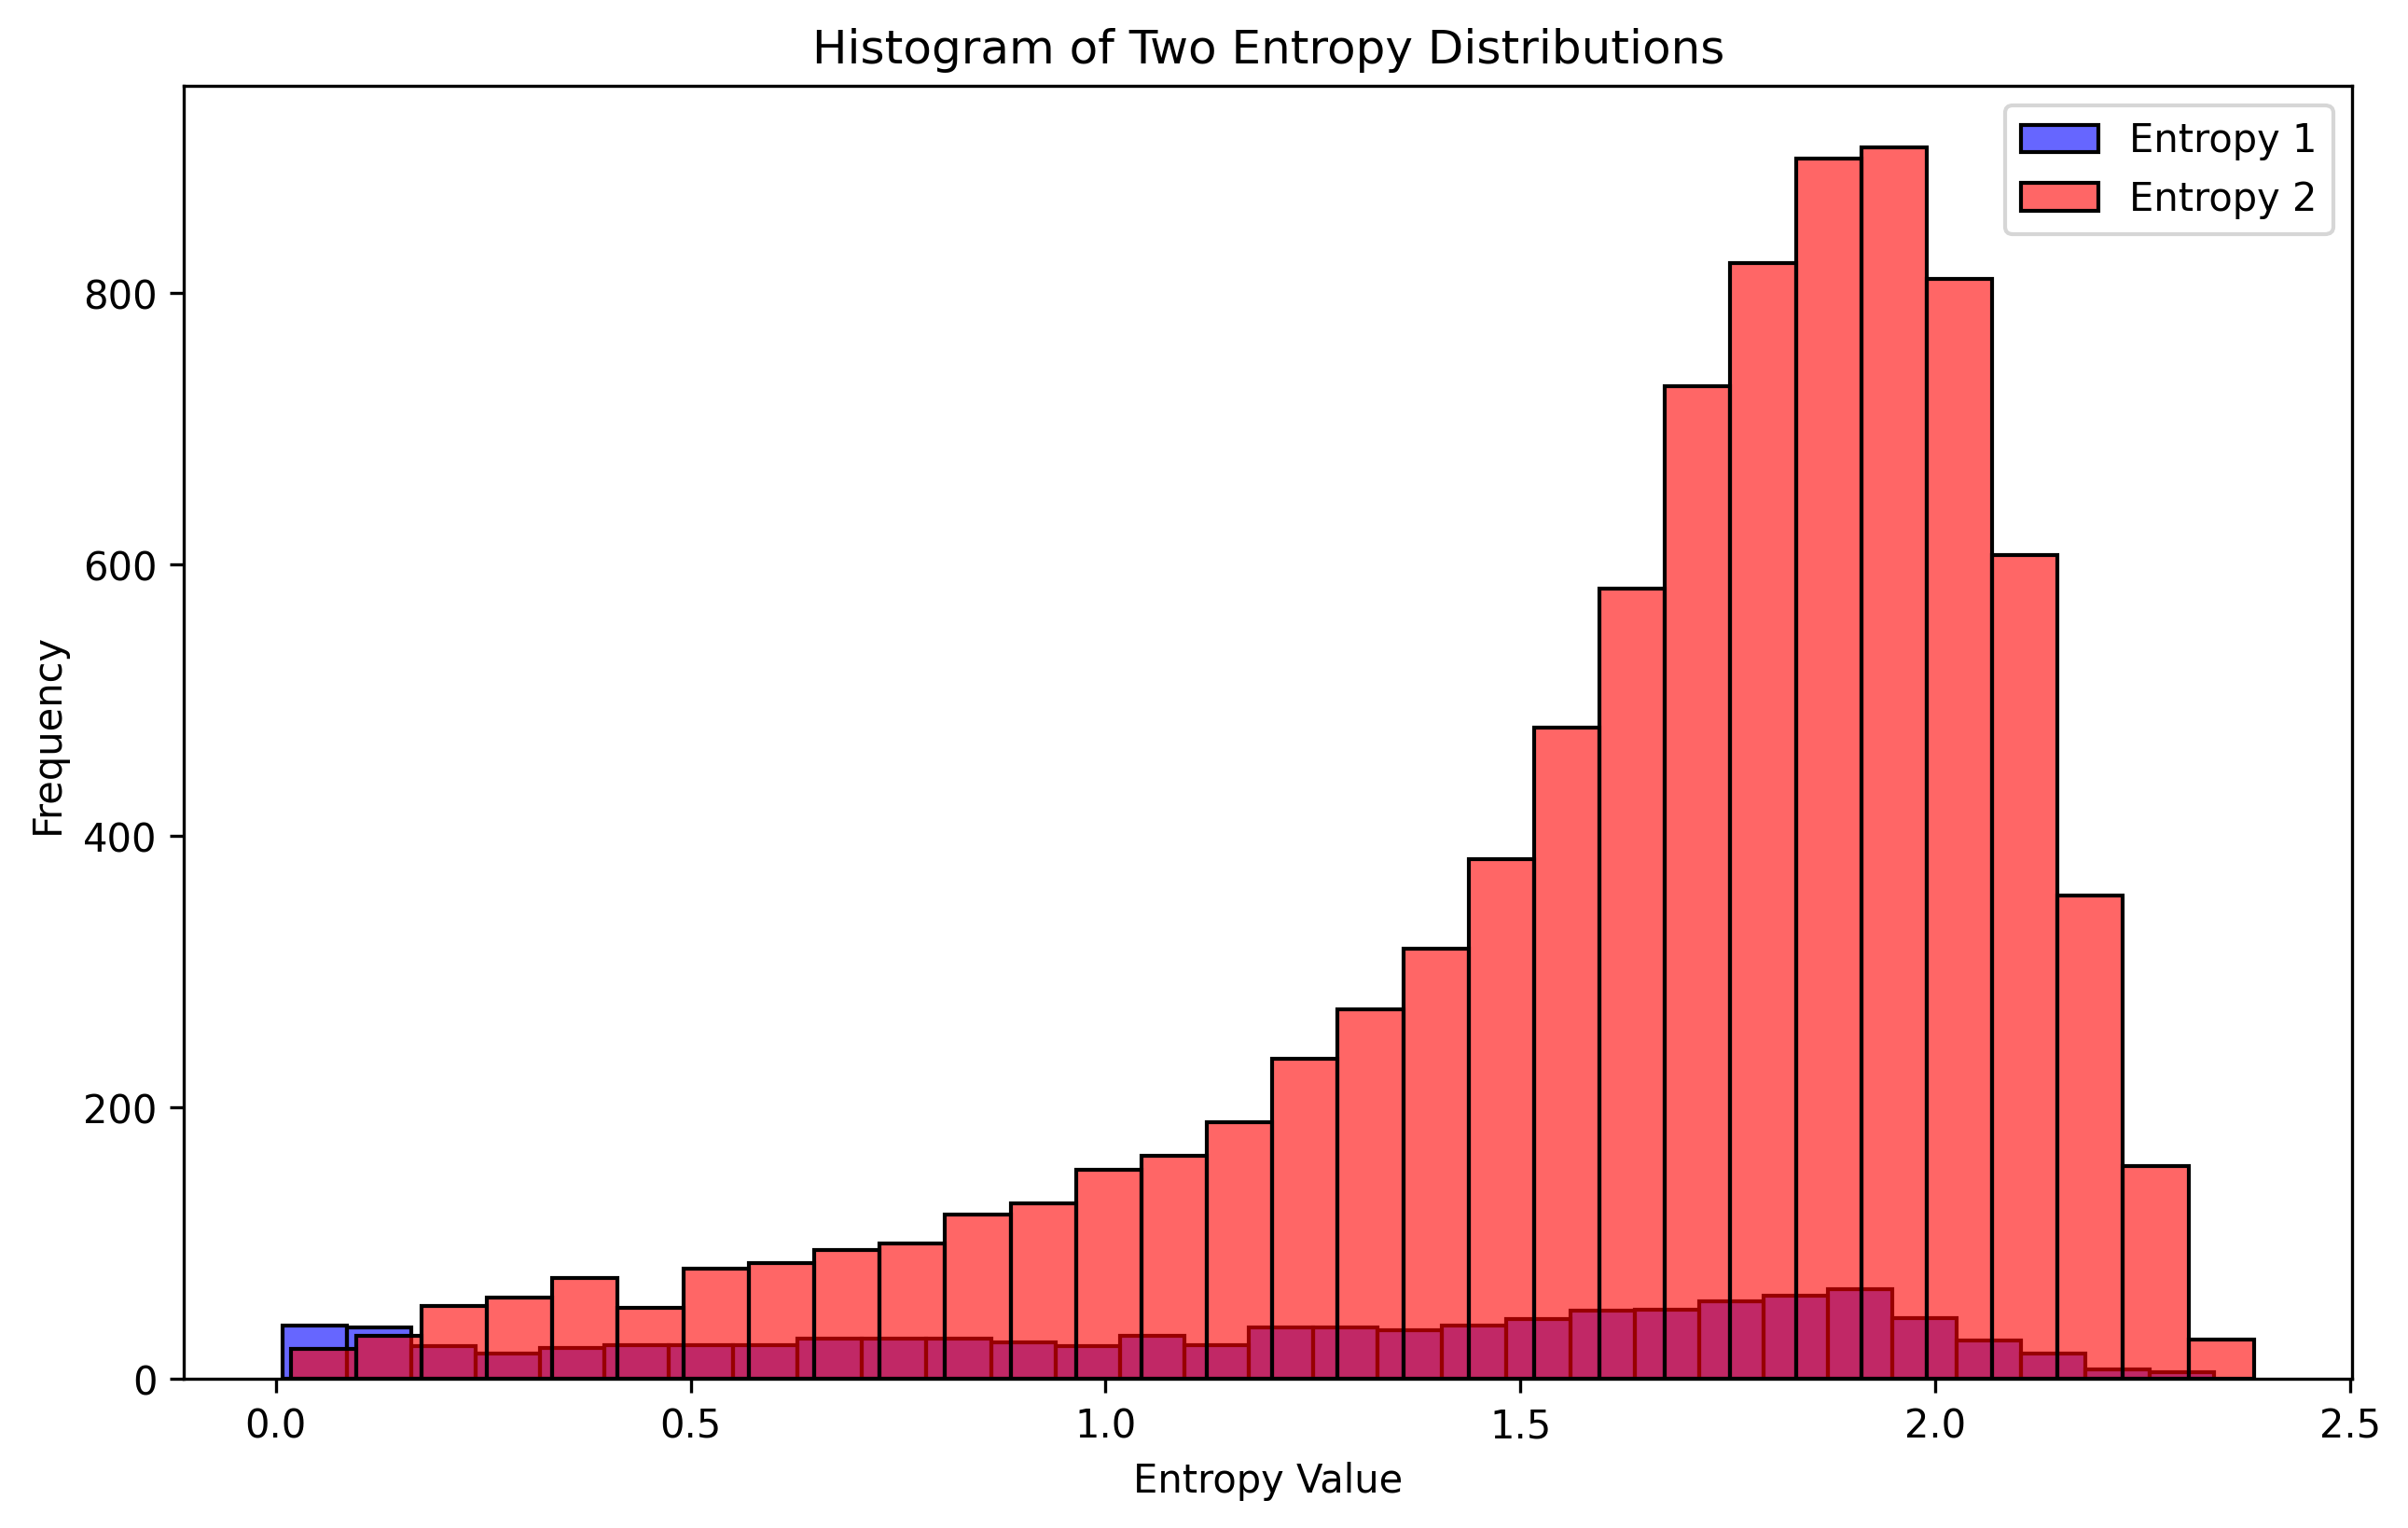 Histogram of Two Entropy Distributions
Entropy 1
Entropy 2
800
600
400
200
0
Frequency
0.0 0.5 1.0 1.5 2.0 2.5
Entropy Value